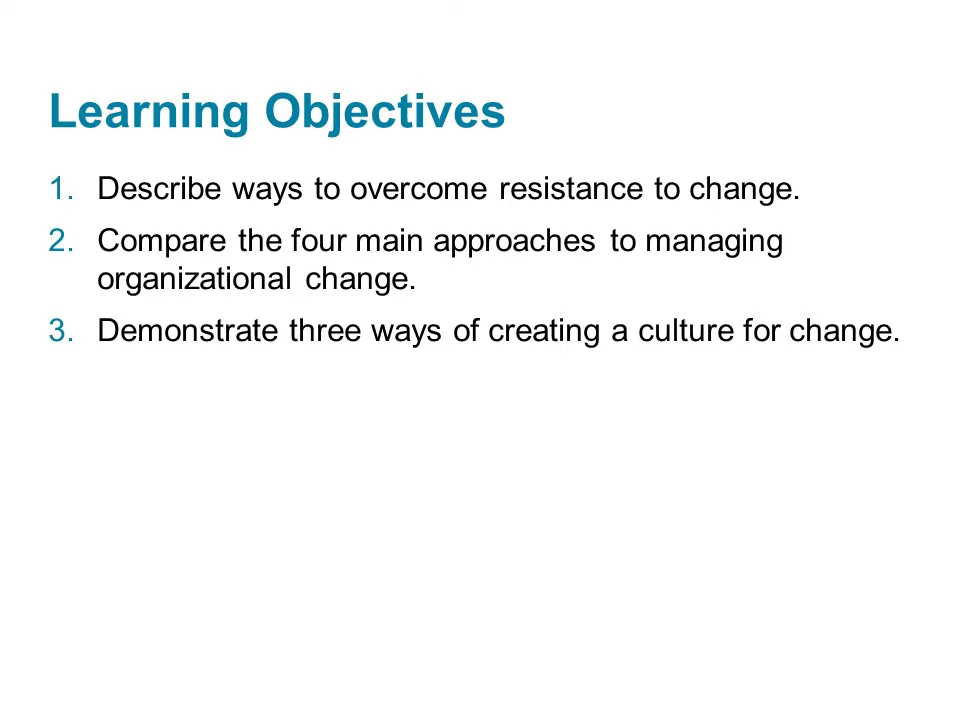 Learning Objectives
1. Describe ways to overcome resistance to change.
2. Compare the four main approaches to managing
organizational change.
3. Demonstrate three ways of creating a culture for change.